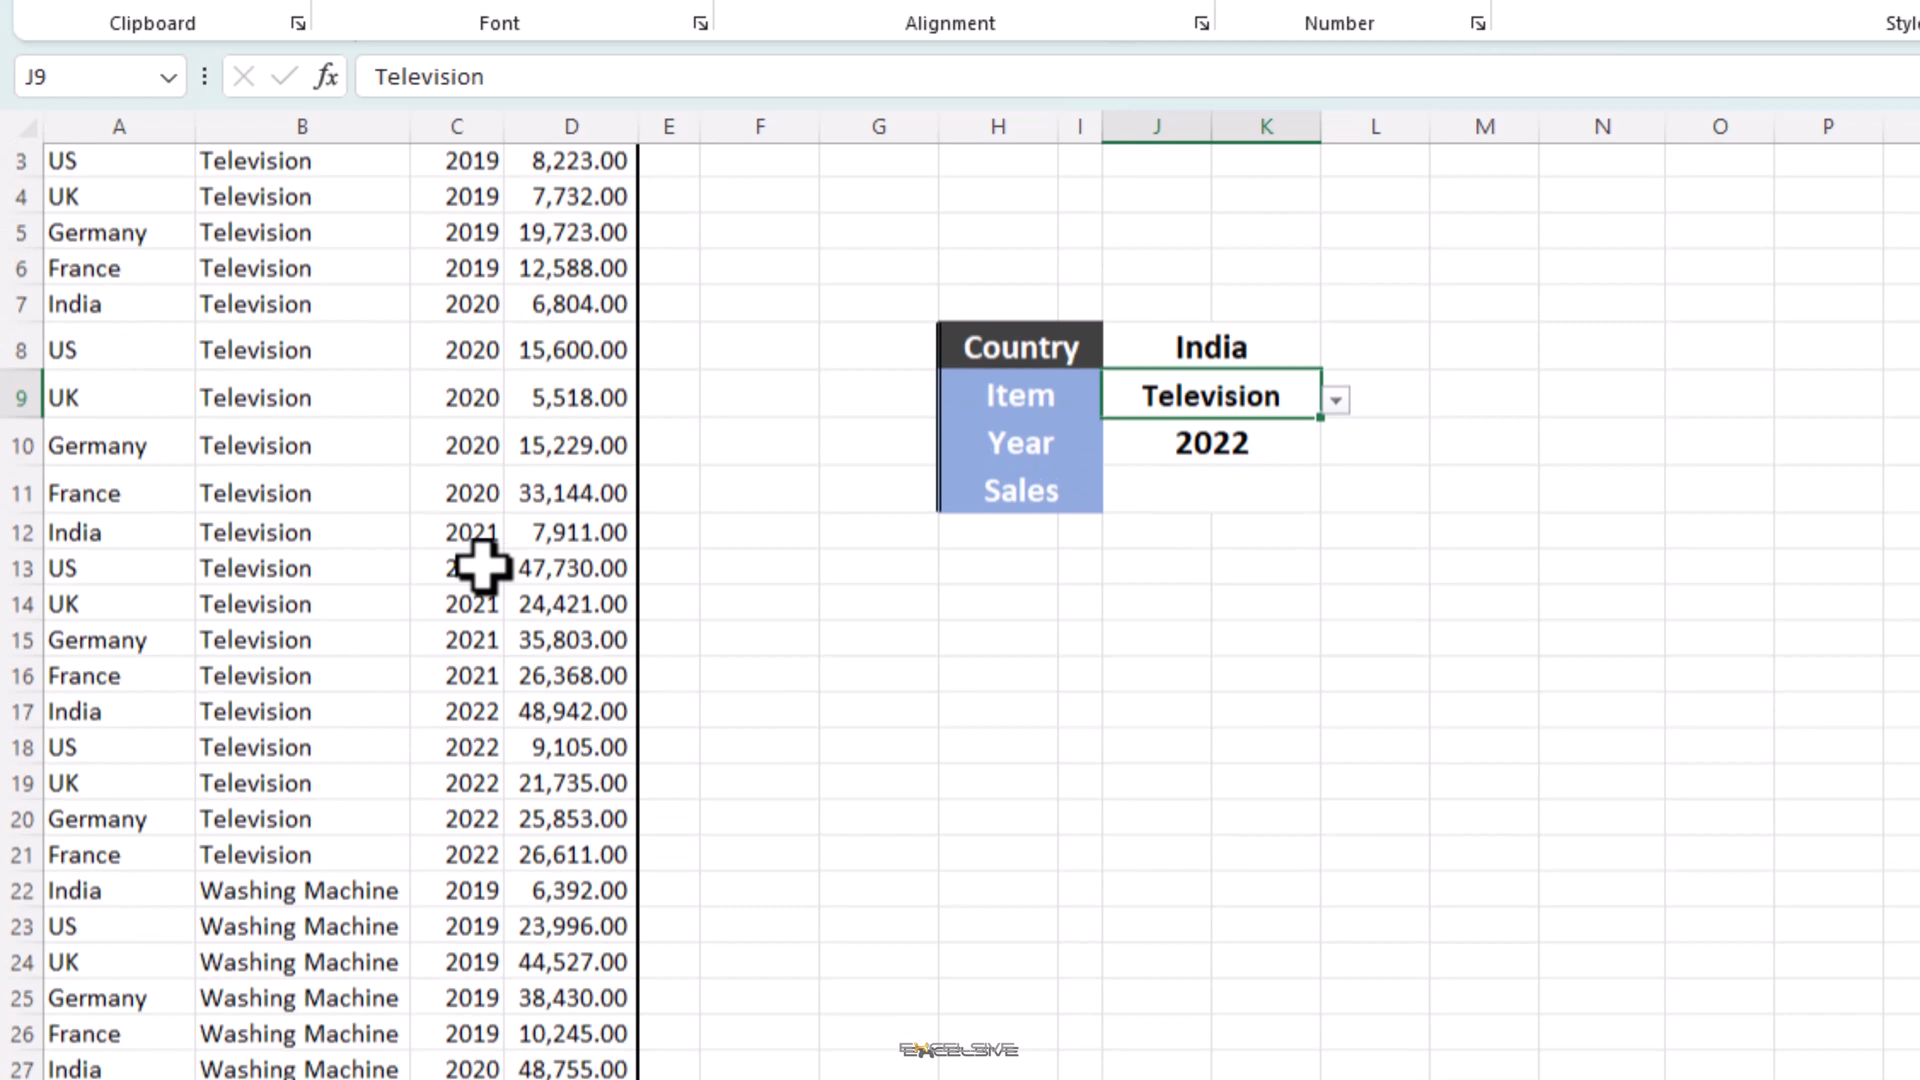 Clipboard Font Alignment Number Styl
J9 fx Television
A B C D E F G H I J K L M N O P
3 US Television 2019 8,223.00
4 UK Television 2019 7,732.00
5 Germany Television 2019 19,723.00
6 France Television 2019 12,588.00
7 India Television 2020 6,804.00
8 US Television 2020 15,600.00 Country India
9 UK Television 2020 5,518.00 Item Television
10 Germany Television 2020 15,229.00 Year 2022
11 France Television 2020 33,144.00 Sales
12 India Television 2021 7,911.00
13 US Television 47,730.00
14 UK Television 2021 24,421.00
15 Germany Television 2021 35,803.00
16 France Television 2021 26,368.00
17 India Television 2022 48,942.00
18 US Television 2022 9,105.00
19 UK Television 2022 21,735.00
20 Germany Television 2022 25,853.00
21 France Television 2022 26,611.00
22 India Washing Machine 2019 6,392.00
23 US Washing Machine 2019 23,996.00
24 UK Washing Machine 2019 44,527.00
25 Germany Washing Machine 2019 38,430.00
26 France Washing Machine 2019 10,245.00
27 India Washing Machine 2020 48,755.00